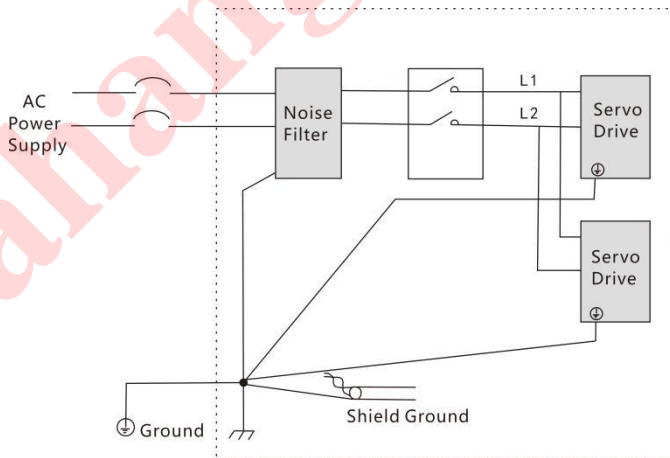 AC
Power
Supply
Noise
Filter
L1
L2
Servo
Drive
Servo
Drive
Shield Ground
Ground